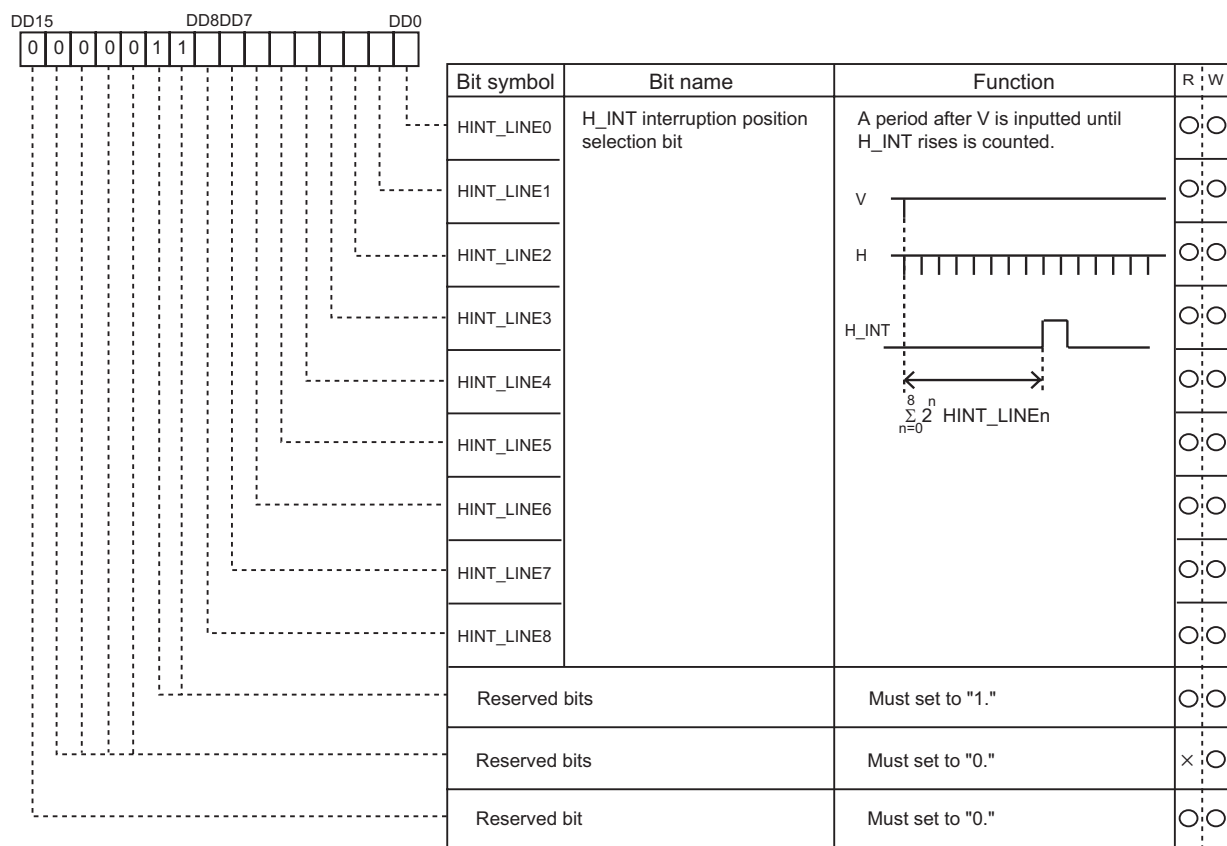 DD15 DD8DD7 DD0
0 0 0 0 0 1 1
Bit symbol Bit name Function R W
HINT_LINE0 H_INT interruption position selection bit A period after V is inputted until H_INT rises is counted. ○ ○
HINT_LINE1 ○ ○
V
HINT_LINE2 ○ ○
H
HINT_LINE3 ○ ○
H_INT
HINT_LINE4 ○ ○
8
Σ 2^n HINT_LINEn
n=0
HINT_LINE5 ○ ○
HINT_LINE6 ○ ○
HINT_LINE7 ○ ○
HINT_LINE8 ○ ○
Reserved bits Must set to "1." ○ ○
Reserved bits Must set to "0." × ○
Reserved bit Must set to "0." ○ ○